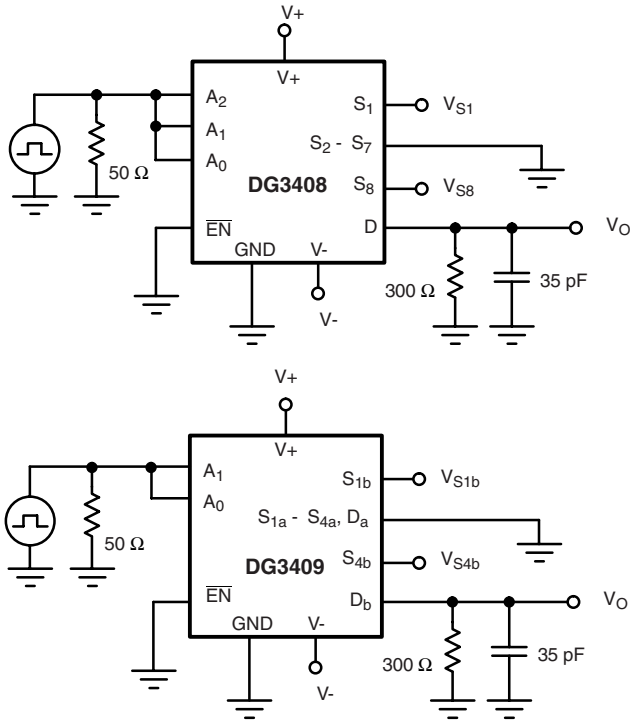 V+
V+
A2
S1
VS1
A1
S2 - S7
A0
50 Ω
DG3408
S8
VS8
EN
D
VO
GND
V-
300 Ω
35 pF
V-
V+
V+
A1
S1b
VS1b
A0
S1a - S4a, Da
50 Ω
DG3409
S4b
VS4b
EN
Db
VO
GND
V-
300 Ω
35 pF
V-